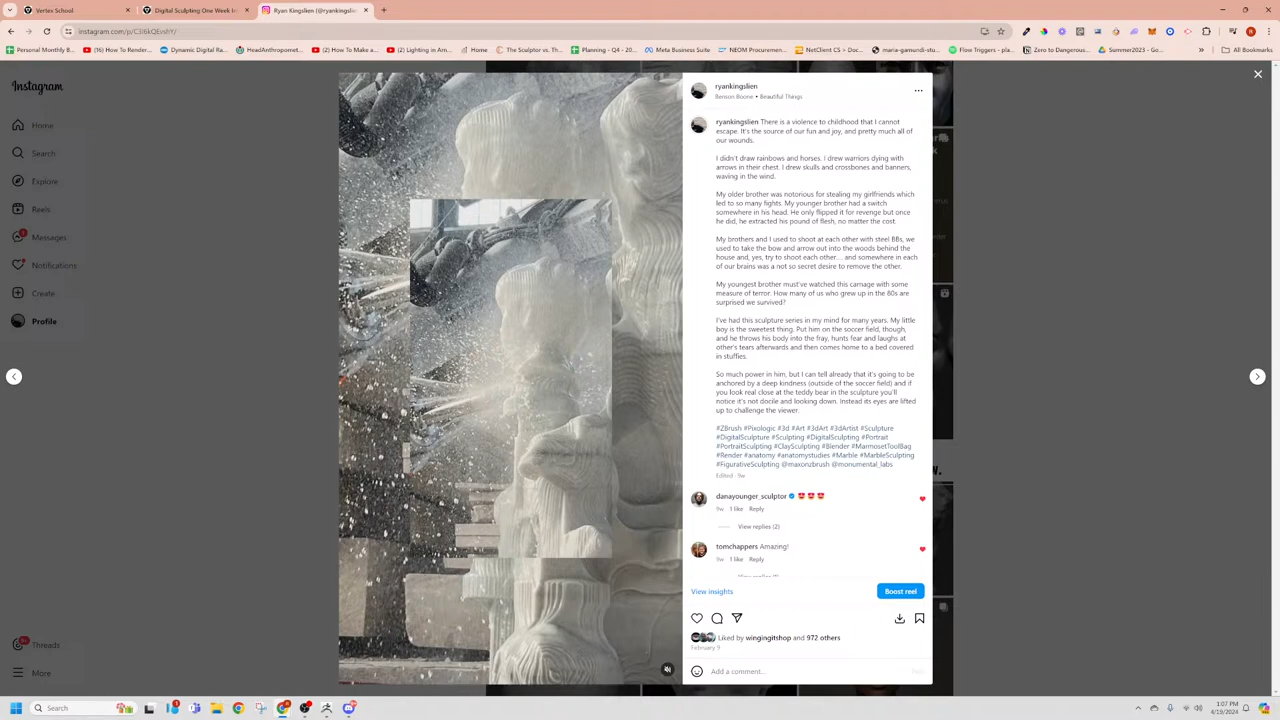 Vertex School
Digital Sculpting One Week In
Ryan Kingslien (@ryankingslie
instagram.com/p/C3I6kQEvshY/
Personal Monthly B...
How To Make a...
Dynamic Digital Ra...
HeadAnthropomet...
(2) How To Make a...
(2) Lighting in Arn...
Home
The Sculptor vs. Th...
Planning - Q4 - 20...
Meta Business Suite
NEOM Procuremen...
NetClient CS > Doc...
maria-gamundi-stu...
Flow Triggers - pla...
Zero to Dangerous...
Summer2023 - Go...
All Bookmarks
Home
Search
Explore
Reels
Messages
Notifications
Create
Profile
Threads
More
ryankingslien
Benson Boone • Beautiful Things
ryankingslien There is a violence to childhood that I cannot
escape. It's the source of our fun and joy, and pretty much all of
our wounds.
I didn't draw rainbows and horses. I drew warriors dying with
arrows in their chest. I drew skulls and crossbones and banners,
waving in the wind.
My older brother was notorious for stealing my girlfriends which
led to so many fights. My younger brother had a switch
somewhere in his head. He only flipped it for revenge but once
he did, he extracted his pound of flesh, no matter the cost.
My brothers and I used to shoot at each other with steel BBs, we
used to take the bow and arrow out into the woods behind the
house and, yes, try to shoot each other.... and somewhere in each
of our brains was a not so secret desire to remove the other.
My youngest brother must've watched this carnage with some
measure of terror. How many of us who grew up in the 80s are
surprised we survived?
I've had this sculpture series in my mind for many years. My little
boy is the sweetest thing. Put him on the soccer field, though,
and he throws his body into the fray, hunts fear and laughs at
other's tears afterwards and then comes home to a bed covered
in stuffies.
So much power in him, but I can tell already that it's going to be
anchored by a deep kindness (outside of the soccer field) and if
you look real close at the teddy bear in the sculpture you'll
notice it's not docile and looking down. Instead its eyes are lifted
up to challenge the viewer.
#ZBrush #Pixologic #3d #Art #3dArt #3dArtist #Sculpture
#DigitalSculpture #Sculpting #DigitalSculpting #Portrait
#PortraitSculpting #ClaySculpting #Blender #MarmosetToolBag
#Render #anatomy #anatomystudies #Marble #MarbleSculpting
#FigurativeSculpting @maxonzbrush @monumental_labs
Edited · 9w
danayounger_sculptor 😍 😍 😍
9w 1 like Reply
View replies (2)
tomchappers Amazing!
9w 1 like Reply
View insights
Boost reel
Liked by wingingitshop and 972 others
February 9
Add a comment...
Post
Search
1:07 PM
4/19/2024